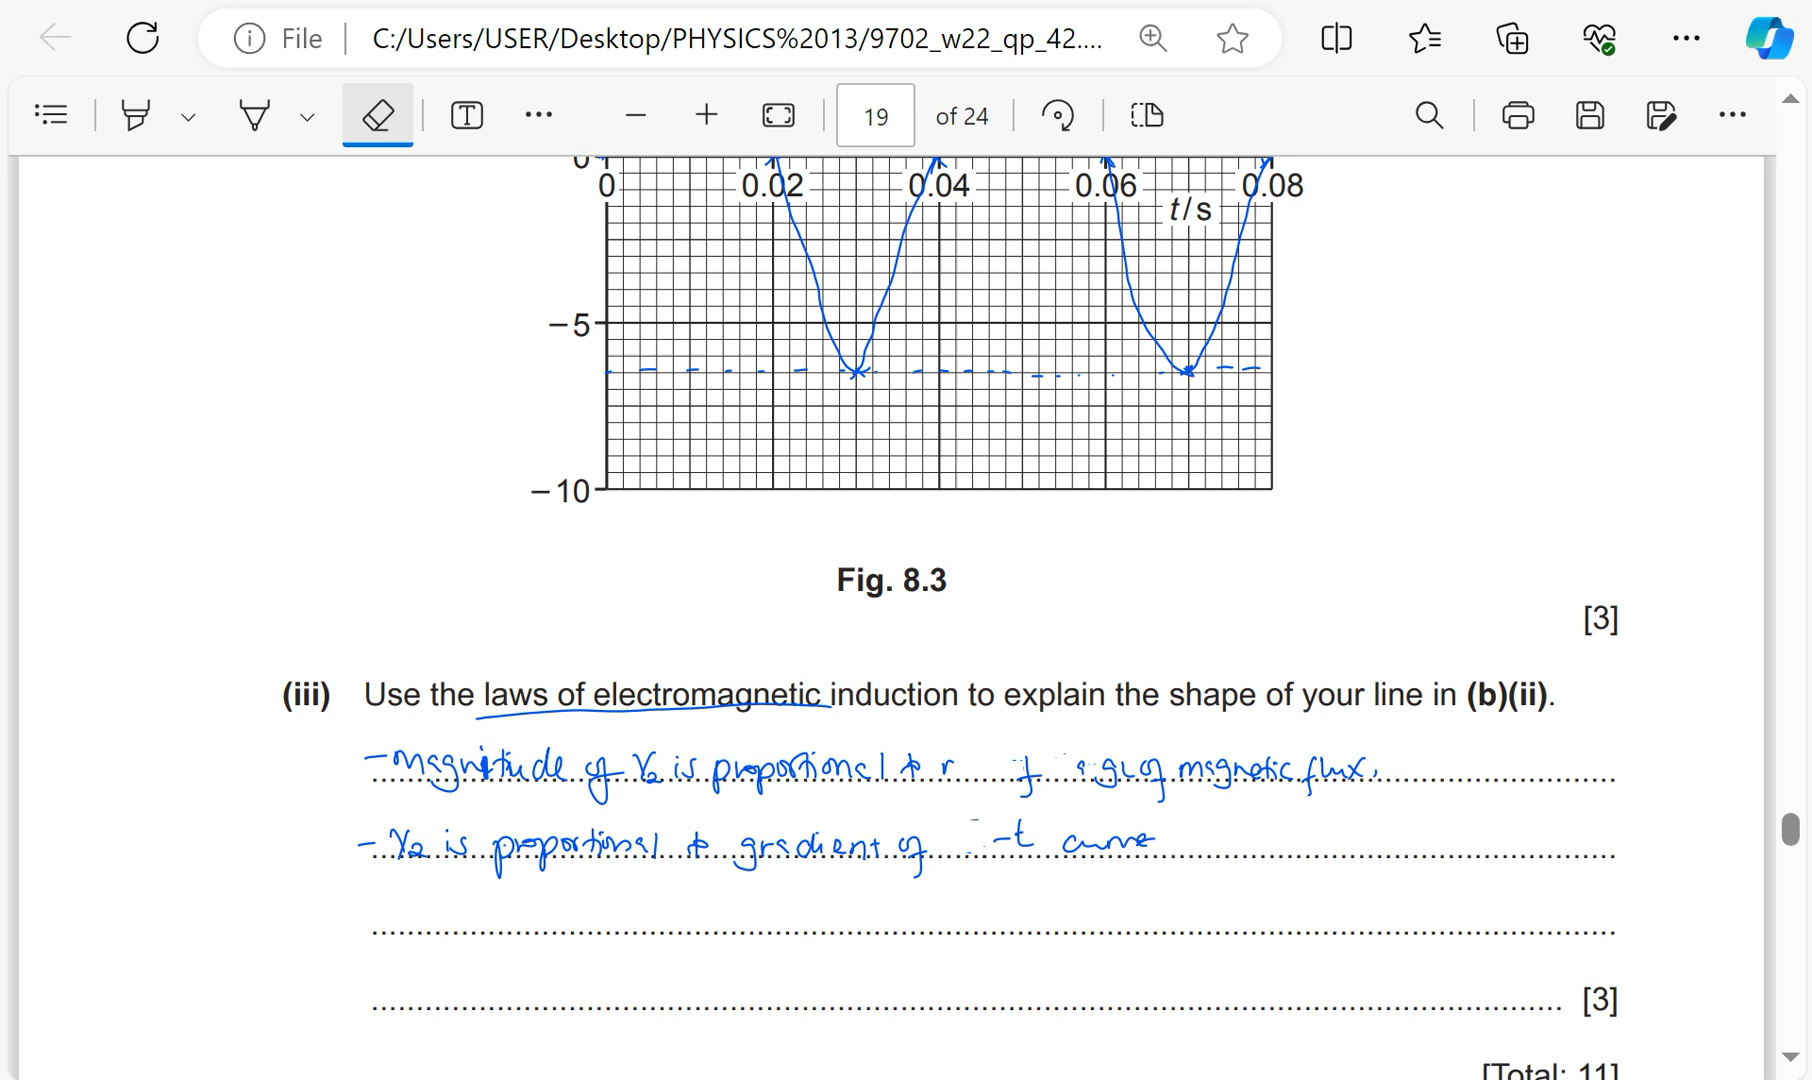 File
C:/Users/USER/Desktop/PHYSICS%2013/9702_w22_qp_42....
19 of 24
0
0 0.02 0.04 0.06 0.08
t/s
−5
−10
Fig. 8.3
[3]
(iii) Use the laws of electromagnetic induction to explain the shape of your line in (b)(ii).
- magnitude of V2 is proportional to of magnetic flux.
- V2 is proportional to gradient of -t curve
[3]
[Total: 11]